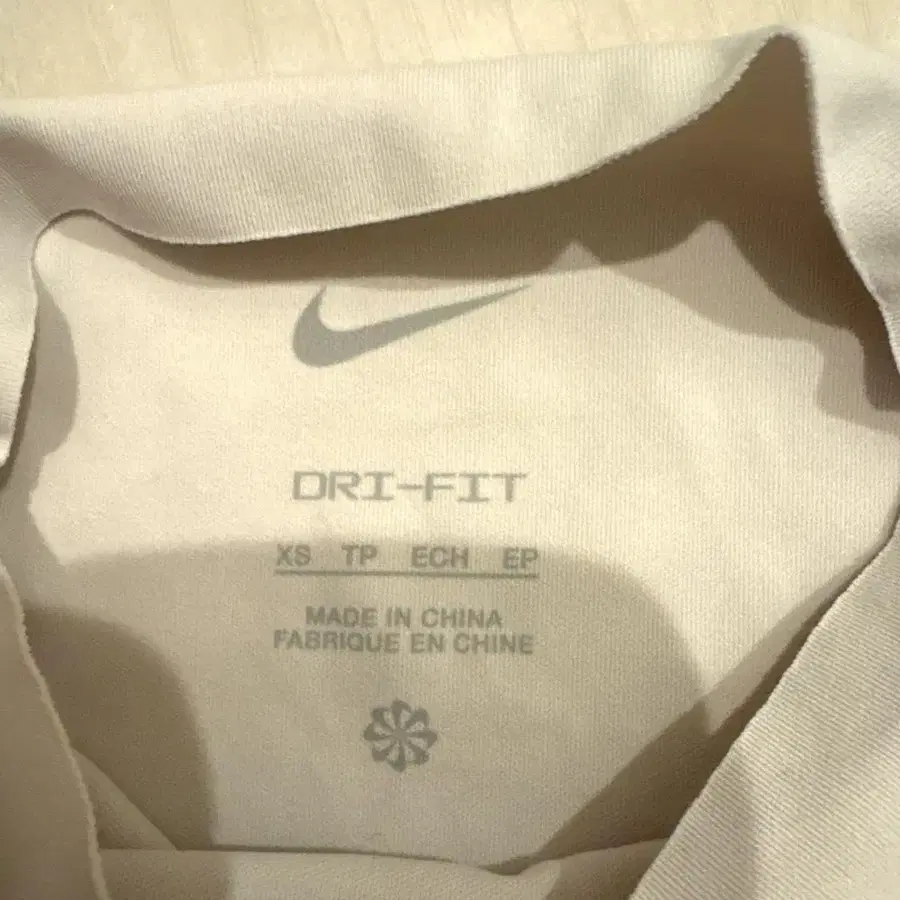 DRI-FIT
XS TP ECH EP
MADE IN CHINA
FABRIQUE EN CHINE